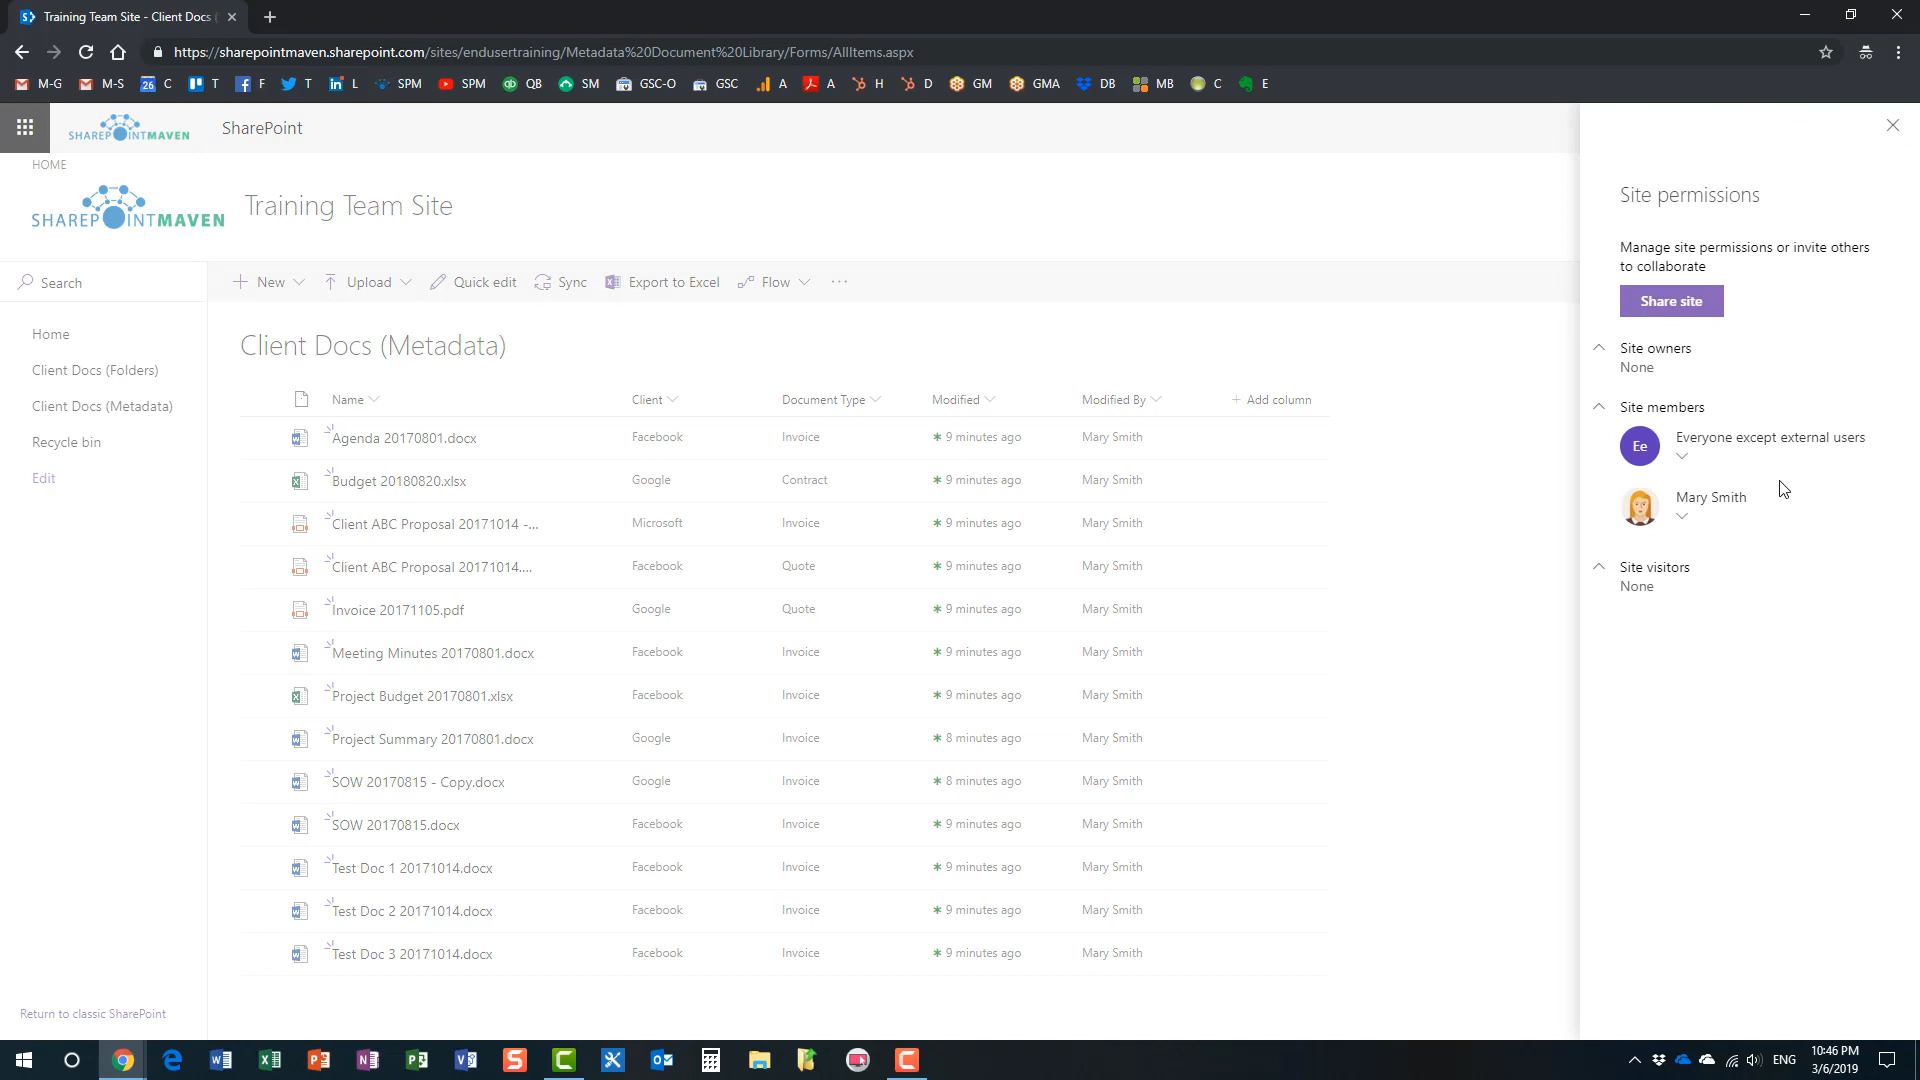 Training Team Site - Client Docs (
https://sharepointmaven.sharepoint.com/sites/endusertraining/Metadata%20Document%20Library/Forms/AllItems.aspx
M-G M-S 26 C T F T L SPM SPM QB SM GSC-O GSC A A H D GM GMA DB MB C E
SHAREPOINTMAVEN SharePoint
HOME
SHAREPOINTMAVEN Training Team Site
Search
New Upload Quick edit Sync Export to Excel Flow
Home
Client Docs (Folders)
Client Docs (Metadata)
Recycle bin
Edit
Return to classic SharePoint
Client Docs (Metadata)
Name Client Document Type Modified Modified By Add column
Agenda 20170801.docx Facebook Invoice 9 minutes ago Mary Smith
Budget 20180820.xlsx Google Contract 9 minutes ago Mary Smith
Client ABC Proposal 20171014 -... Microsoft Invoice 9 minutes ago Mary Smith
Client ABC Proposal 20171014.... Facebook Quote 9 minutes ago Mary Smith
Invoice 20171105.pdf Google Quote 9 minutes ago Mary Smith
Meeting Minutes 20170801.docx Facebook Invoice 9 minutes ago Mary Smith
Project Budget 20170801.xlsx Facebook Invoice 9 minutes ago Mary Smith
Project Summary 20170801.docx Google Invoice 8 minutes ago Mary Smith
SOW 20170815 - Copy.docx Google Invoice 8 minutes ago Mary Smith
SOW 20170815.docx Facebook Invoice 9 minutes ago Mary Smith
Test Doc 1 20171014.docx Facebook Invoice 9 minutes ago Mary Smith
Test Doc 2 20171014.docx Facebook Invoice 9 minutes ago Mary Smith
Test Doc 3 20171014.docx Facebook Invoice 9 minutes ago Mary Smith
Site permissions
Manage site permissions or invite others
to collaborate
Share site
Site owners
None
Site members
Ee Everyone except external users
Mary Smith
Site visitors
None
ENG
10:46 PM
3/6/2019